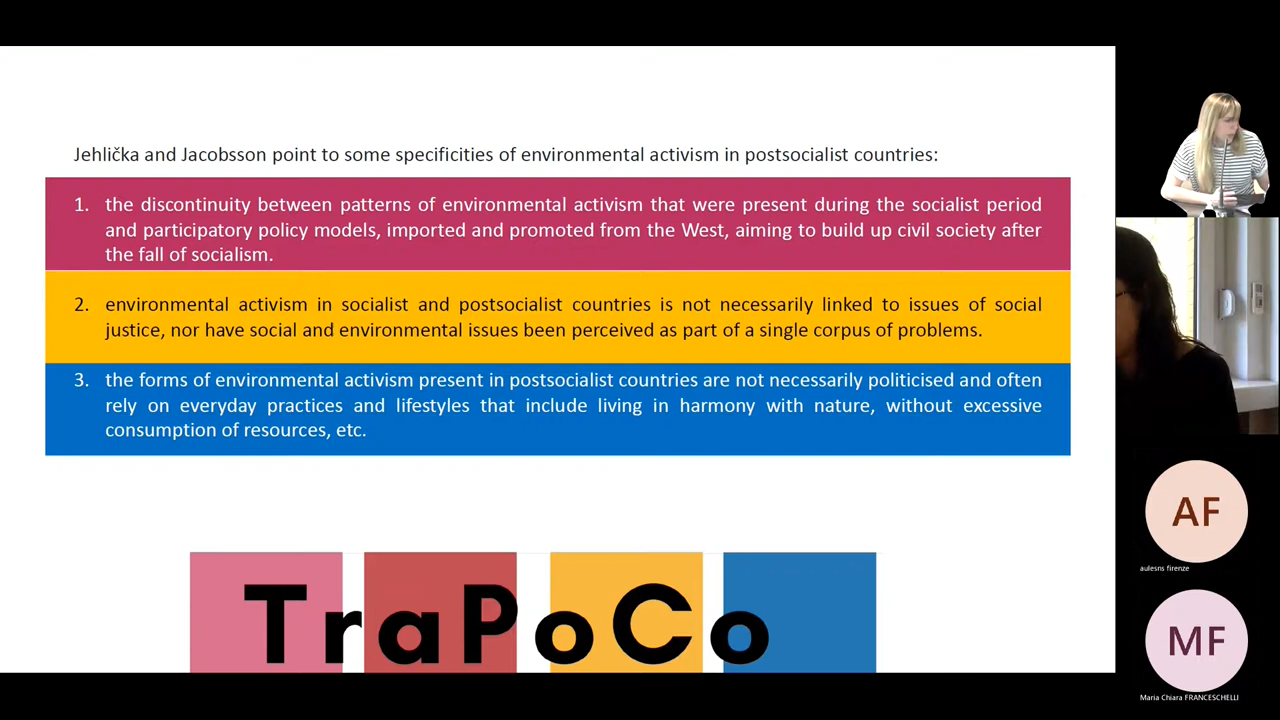 Jehlička and Jacobsson point to some specificities of environmental activism in postsocialist countries:
1. the discontinuity between patterns of environmental activism that were present during the socialist period
and participatory policy models, imported and promoted from the West, aiming to build up civil society after
the fall of socialism.
2. environmental activism in socialist and postsocialist countries is not necessarily linked to issues of social
justice, nor have social and environmental issues been perceived as part of a single corpus of problems.
3. the forms of environmental activism present in postsocialist countries are not necessarily politicised and often
rely on everyday practices and lifestyles that include living in harmony with nature, without excessive
consumption of resources, etc.
TraPoCo
AF
aulesns firenze
MF
Maria Chiara FRANCESCHELLI